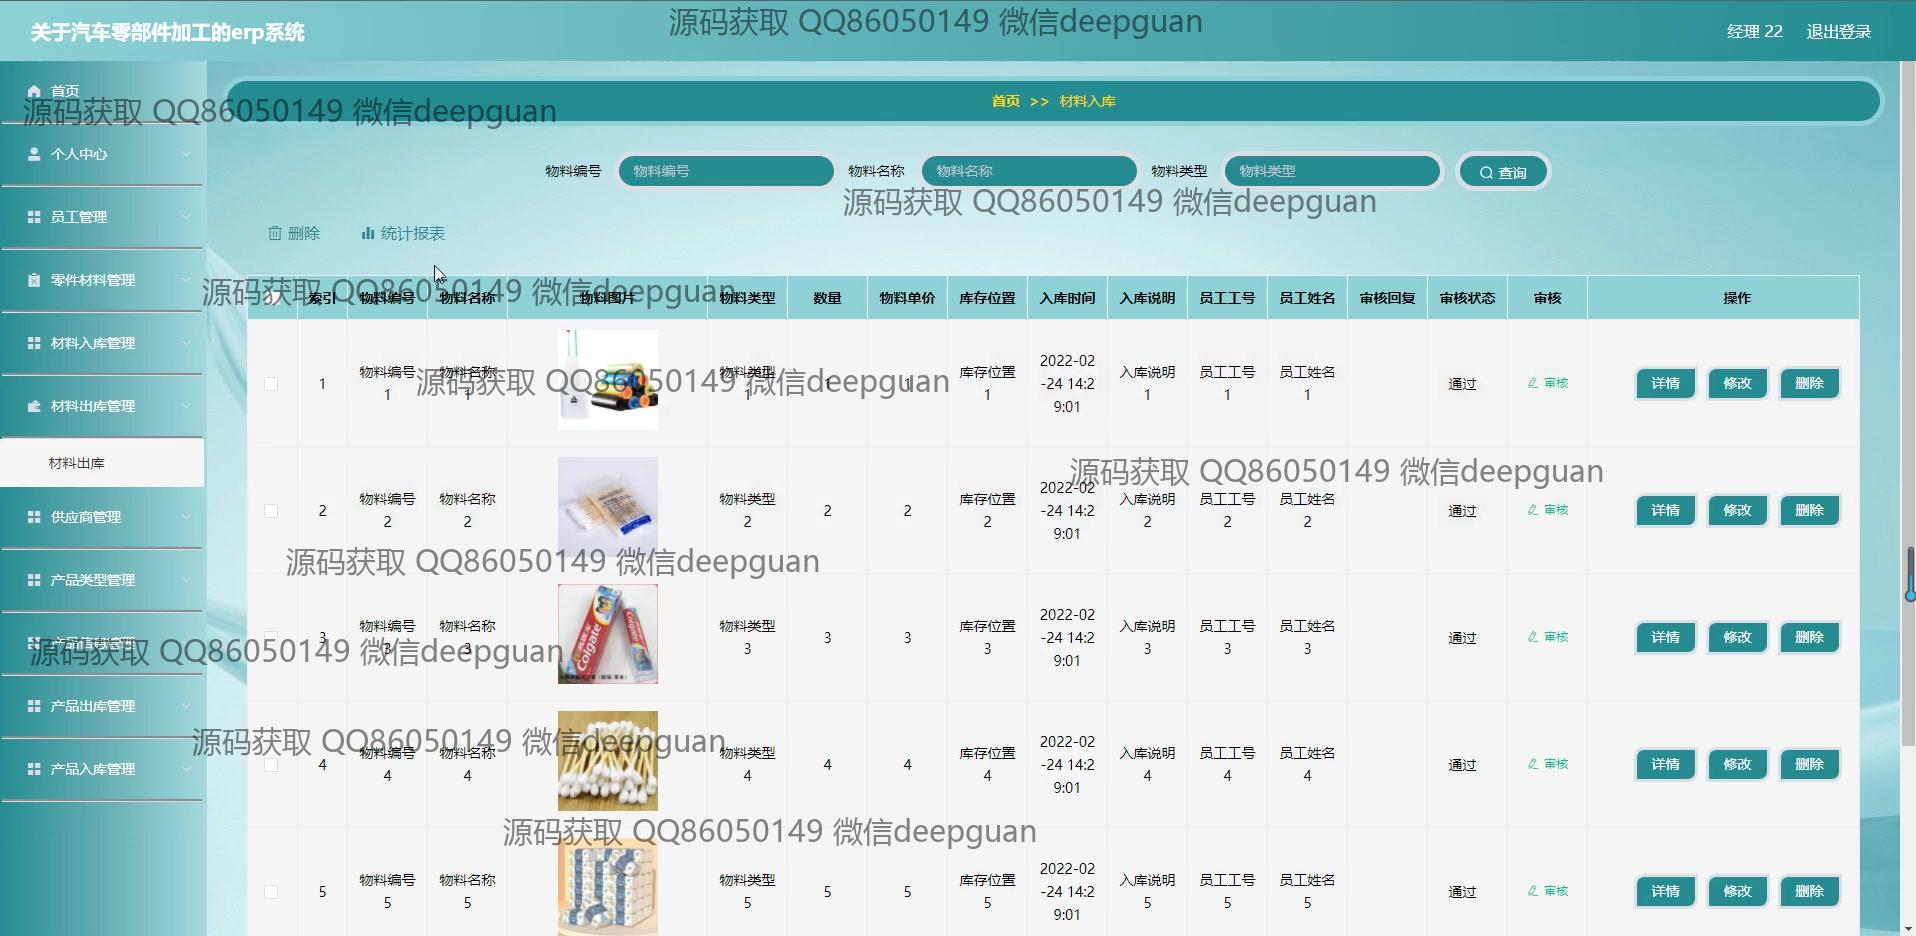 关于汽车零部件加工的erp系统
源码获取 QQ86050149 微信deepguan
经理 22 退出登录
首页
源码获取 QQ86050149 微信deepguan
首页 >> 材料入库
个人中心
物料编号 物料编号 物料名称 物料名称 物料类型 物料类型 查询
源码获取 QQ86050149 微信deepguan
员工管理
删除 统计报表
零件材料管理
源码获取 QQ86050149 微信deepguan
索引 物料编号 物料名称 物料图片 物料类型 数量 物料单价 库存位置 入库时间 入库说明 员工工号 员工姓名 审核回复 审核状态 审核 操作
材料入库管理
1 物料编号1 物料名称1 物料类型1 1 1 库存位置1 2022-02-24 14:29:01 入库说明1 员工工号1 员工姓名1 通过 审核 详情 修改 删除
源码获取 QQ86050149 微信deepguan
材料出库管理
材料出库
源码获取 QQ86050149 微信deepguan
2 物料编号2 物料名称2 物料类型2 2 2 库存位置2 2022-02-24 14:29:01 入库说明2 员工工号2 员工姓名2 通过 审核 详情 修改 删除
供应商管理
源码获取 QQ86050149 微信deepguan
产品类型管理
3 物料编号3 物料名称3 Colgate 物料类型3 3 3 库存位置3 2022-02-24 14:29:01 入库说明3 员工工号3 员工姓名3 通过 审核 详情 修改 删除
产品信息管理
源码获取 QQ86050149 微信deepguan
产品出库管理
源码获取 QQ86050149 微信deepguan
4 物料编号4 物料名称4 物料类型4 4 4 库存位置4 2022-02-24 14:29:01 入库说明4 员工工号4 员工姓名4 通过 审核 详情 修改 删除
产品入库管理
源码获取 QQ86050149 微信deepguan
5 物料编号5 物料名称5 物料类型5 5 5 库存位置5 2022-02-24 14:29:01 入库说明5 员工工号5 员工姓名5 通过 审核 详情 修改 删除